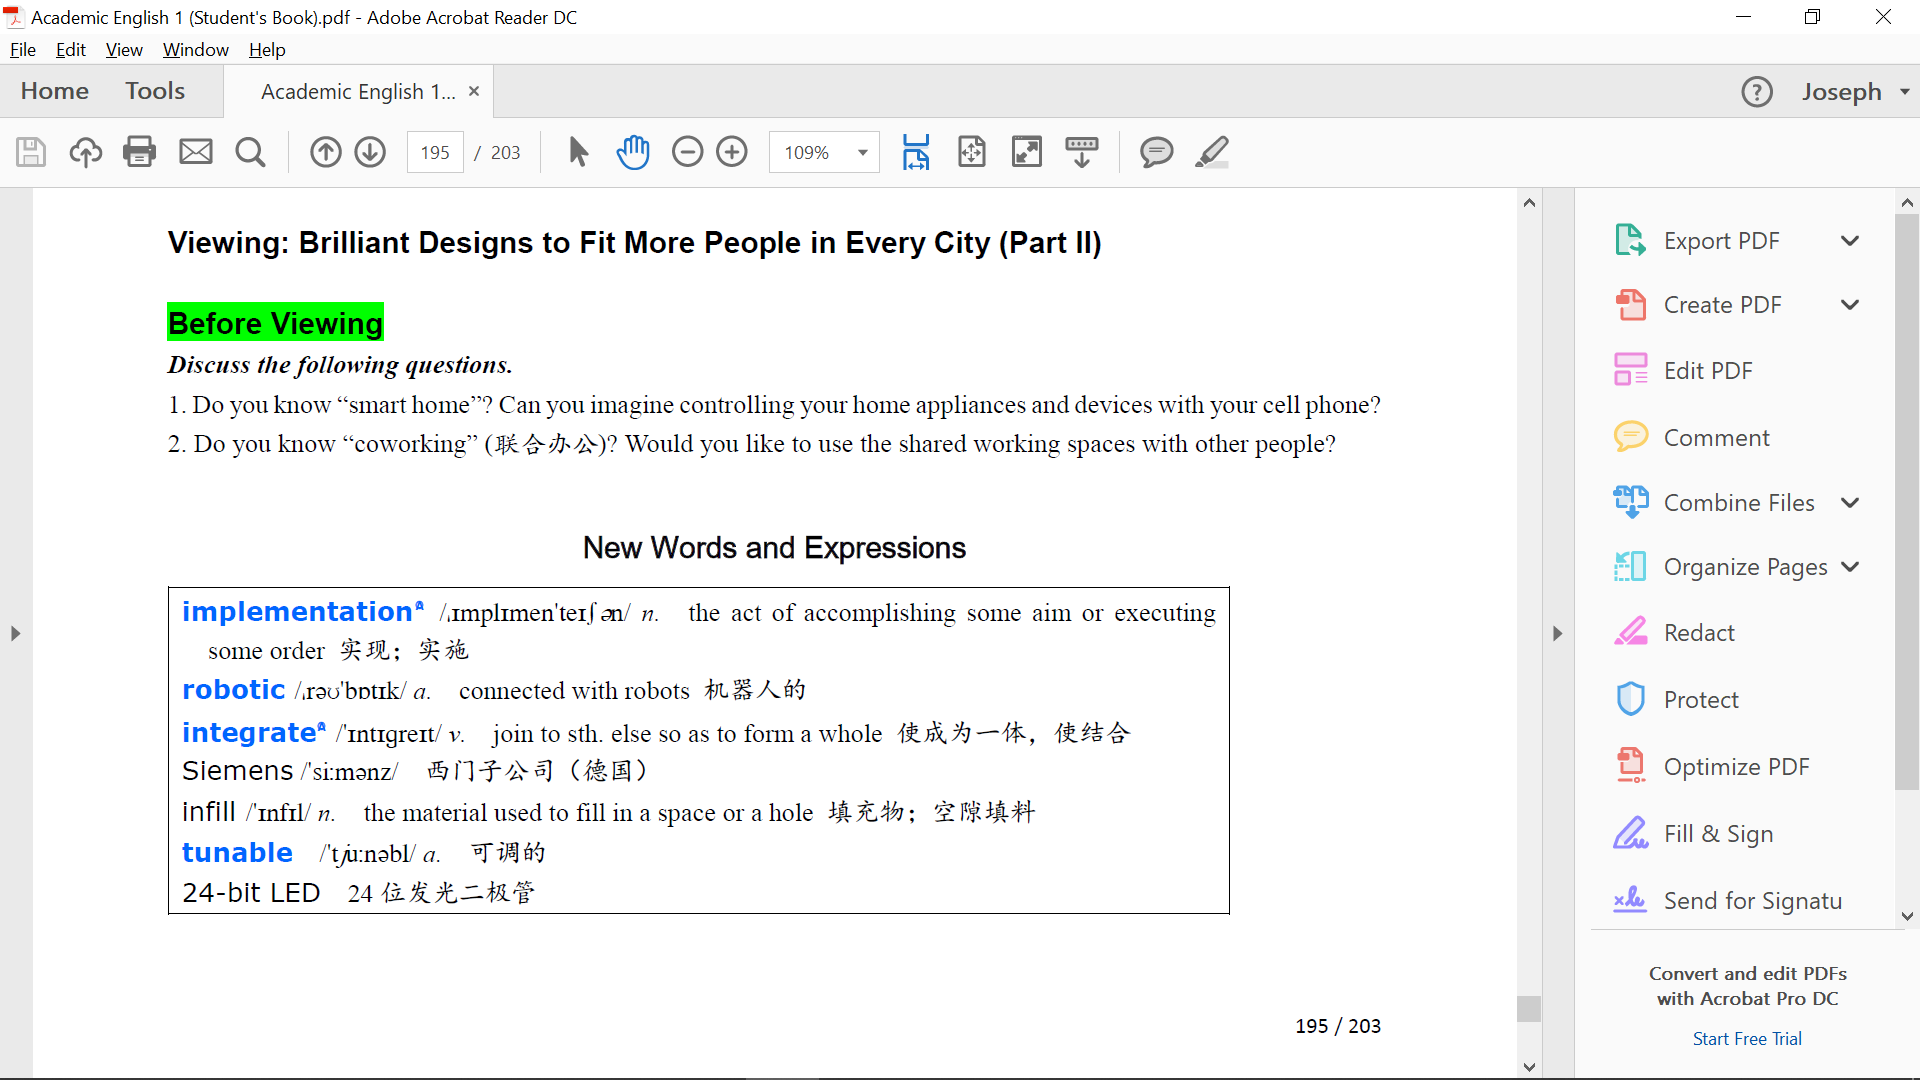 Academic English 1 (Student's Book).pdf - Adobe Acrobat Reader DC
File Edit View Window Help
Home Tools Academic English 1... × ? Joseph
195 / 203 109%
Viewing: Brilliant Designs to Fit More People in Every City (Part II)
Before Viewing
Discuss the following questions.
1. Do you know “smart home”? Can you imagine controlling your home appliances and devices with your cell phone?
2. Do you know “coworking” (联合办公)? Would you like to use the shared working spaces with other people?
New Words and Expressions
implementation /ˌɪmplɪmen'teɪʃən/ n. the act of accomplishing some aim or executing
some order 实现；实施
robotic /ˌrəʊ'bɒtɪk/ a. connected with robots 机器人的
integrate /'ɪntɪɡreɪt/ v. join to sth. else so as to form a whole 使成为一体，使结合
Siemens /'si:mənz/ 西门子公司（德国）
infill /'ɪnfɪl/ n. the material used to fill in a space or a hole 填充物；空隙填料
tunable /'tju:nəbl/ a. 可调的
24-bit LED 24 位发光二极管
195 / 203
Export PDF
Create PDF
Edit PDF
Comment
Combine Files
Organize Pages
Redact
Protect
Optimize PDF
Fill & Sign
Send for Signatu
Convert and edit PDFs
with Acrobat Pro DC
Start Free Trial